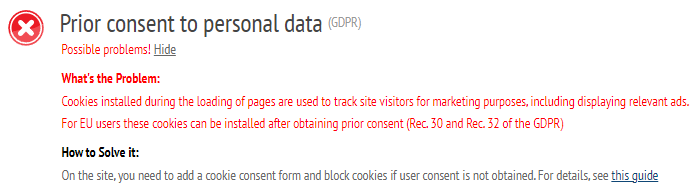 Prior consent to personal data (GDPR)
Possible problems! Hide
What's the Problem:
Cookies installed during the loading of pages are used to track site visitors for marketing purposes, including displaying relevant ads.
For EU users these cookies can be installed after obtaining prior consent (Rec. 30 and Rec. 32 of the GDPR)
How to Solve it:
On the site, you need to add a cookie consent form and block cookies if user consent is not obtained. For details, see this guide